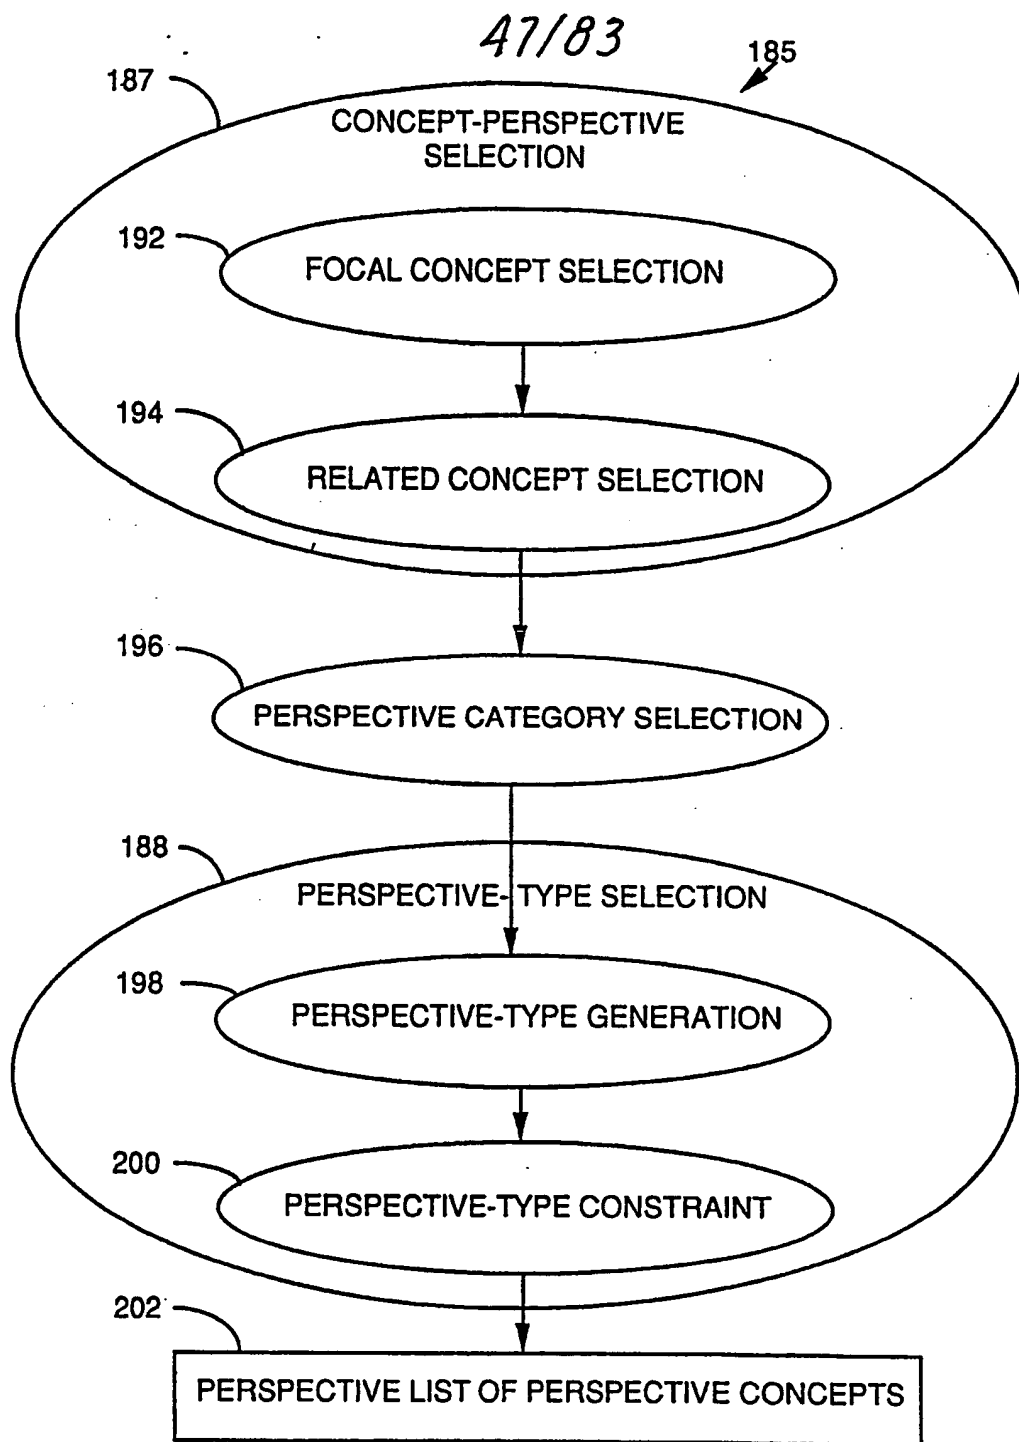 47/83
185
187
CONCEPT-PERSPECTIVE
SELECTION
192
FOCAL CONCEPT SELECTION
194
RELATED CONCEPT SELECTION
196
PERSPECTIVE CATEGORY SELECTION
188
PERSPECTIVE- TYPE SELECTION
198
PERSPECTIVE-TYPE GENERATION
200
PERSPECTIVE-TYPE CONSTRAINT
202
PERSPECTIVE LIST OF PERSPECTIVE CONCEPTS